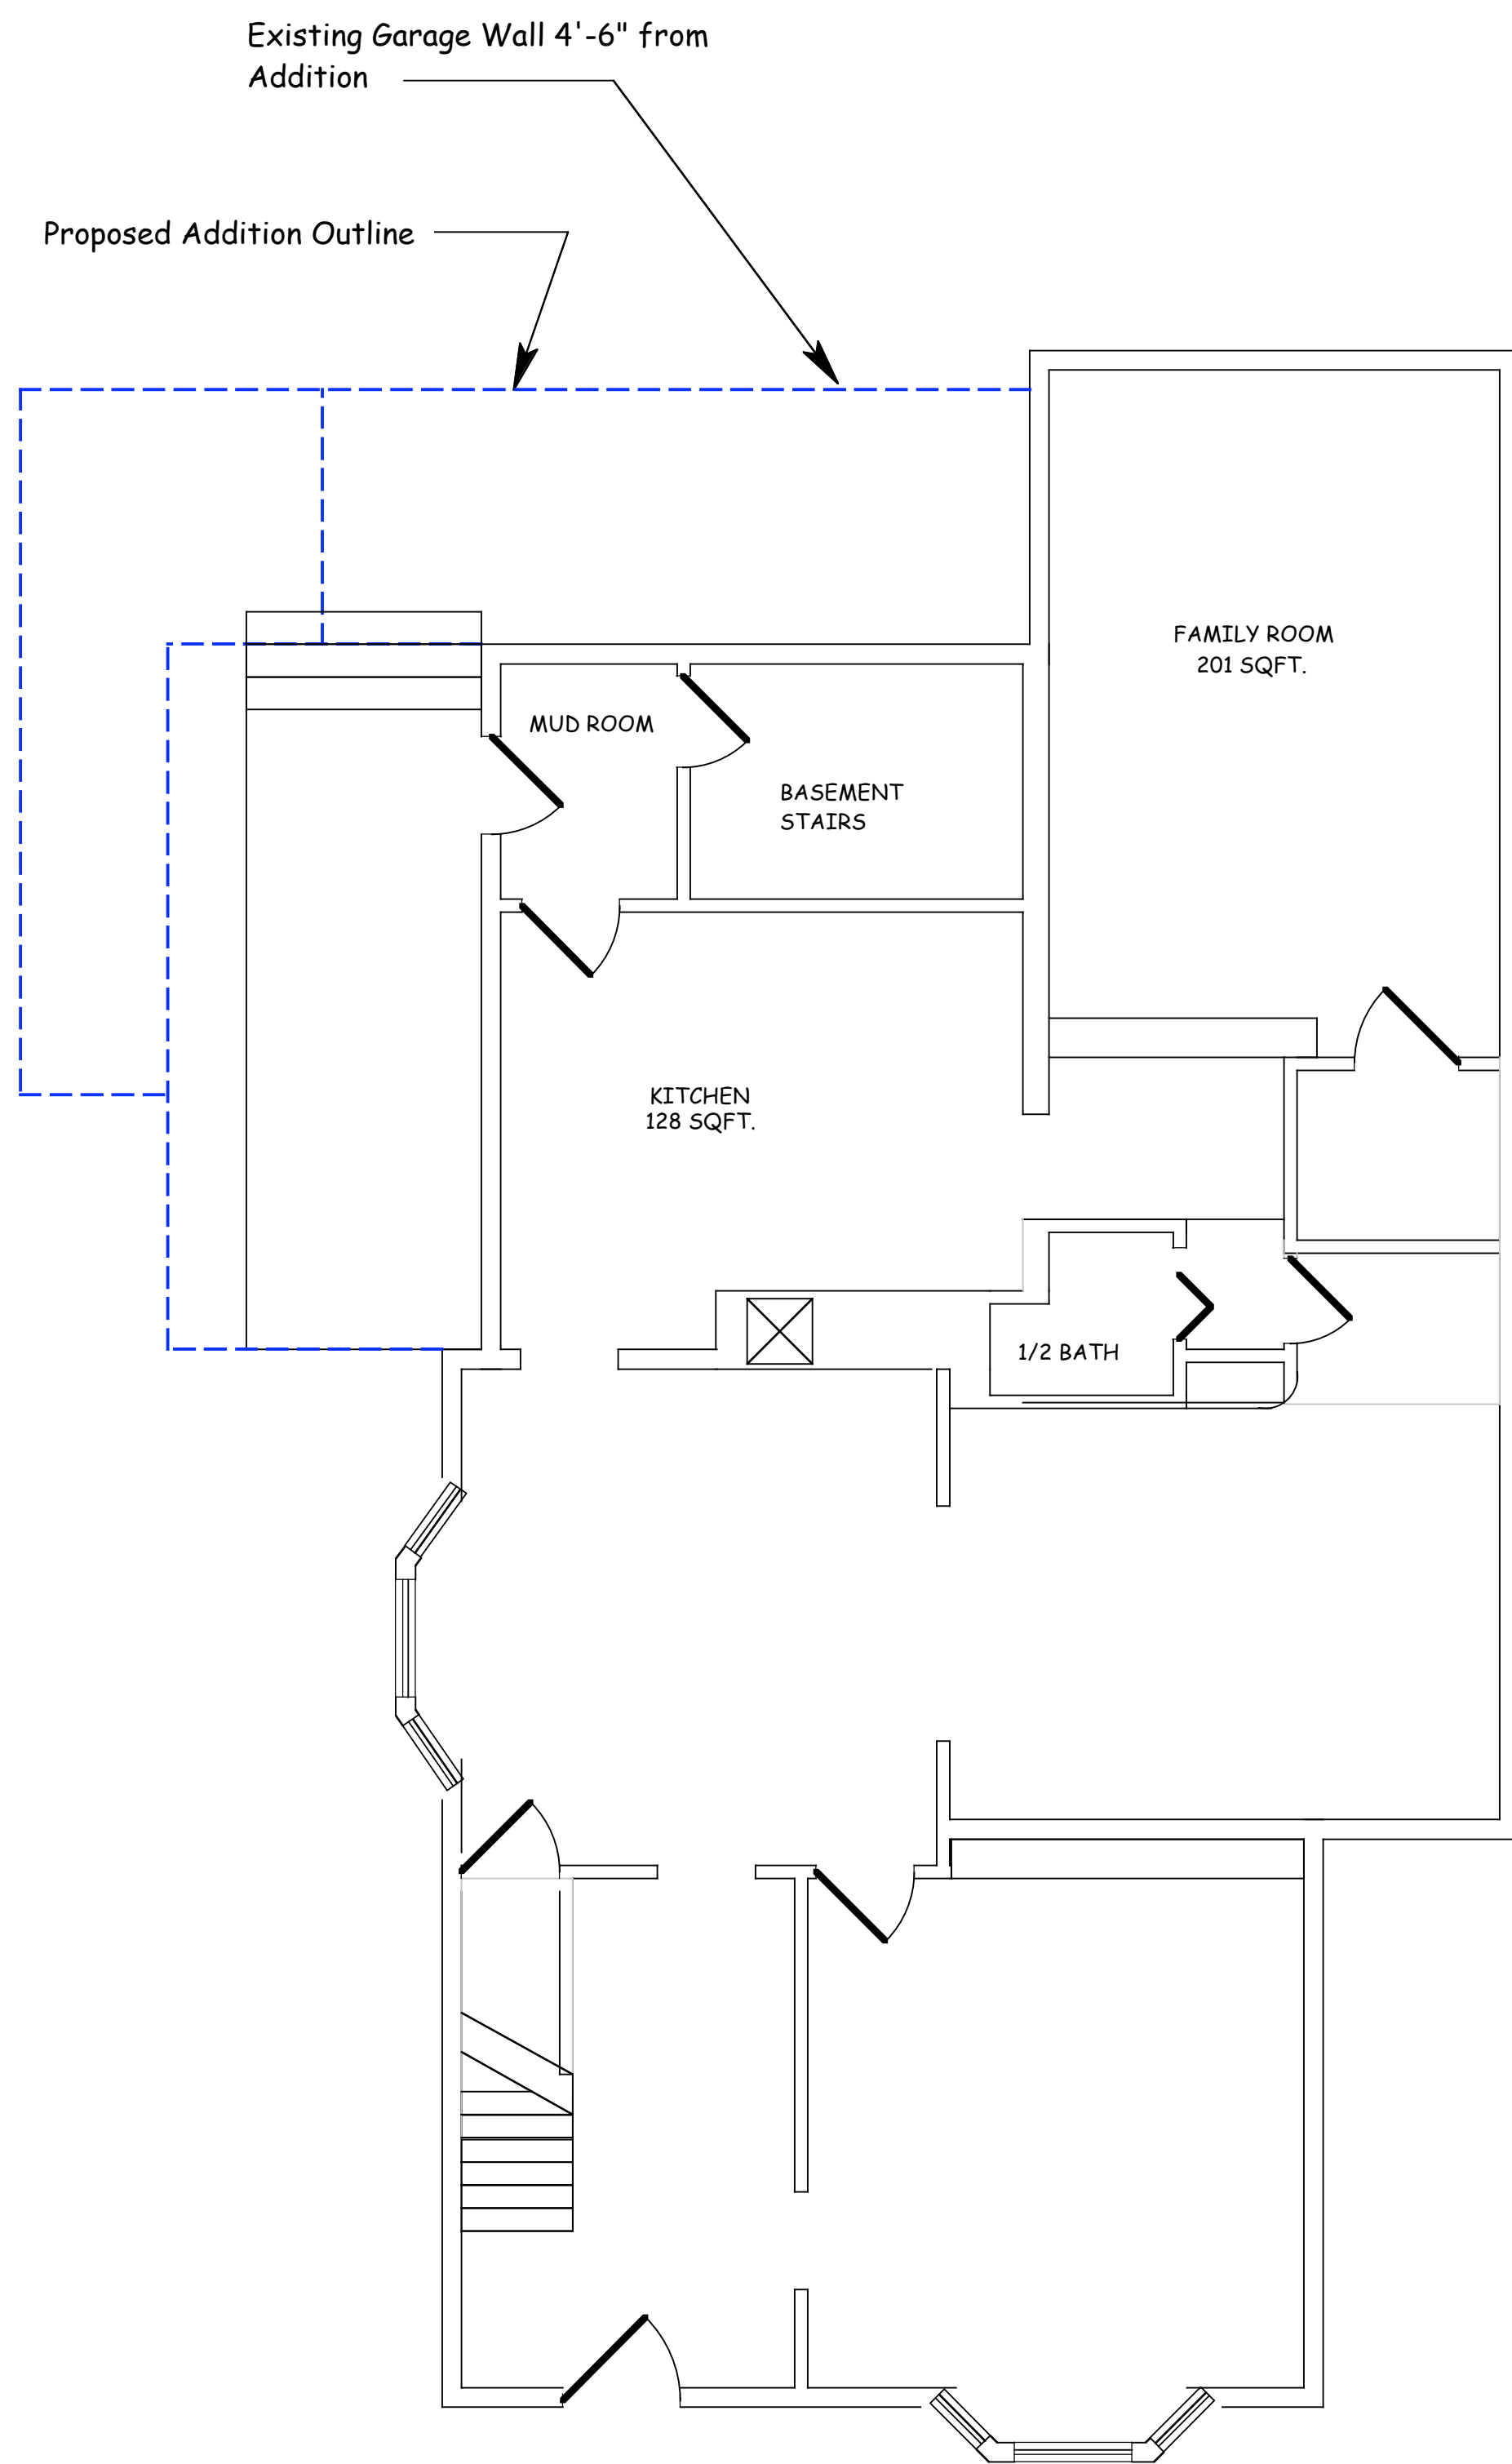 Existing Garage Wall 4'-6" from
Addition
Proposed Addition Outline
FAMILY ROOM
201 SQFT.
MUD ROOM
BASEMENT
STAIRS
KITCHEN
128 SQFT.
1/2 BATH